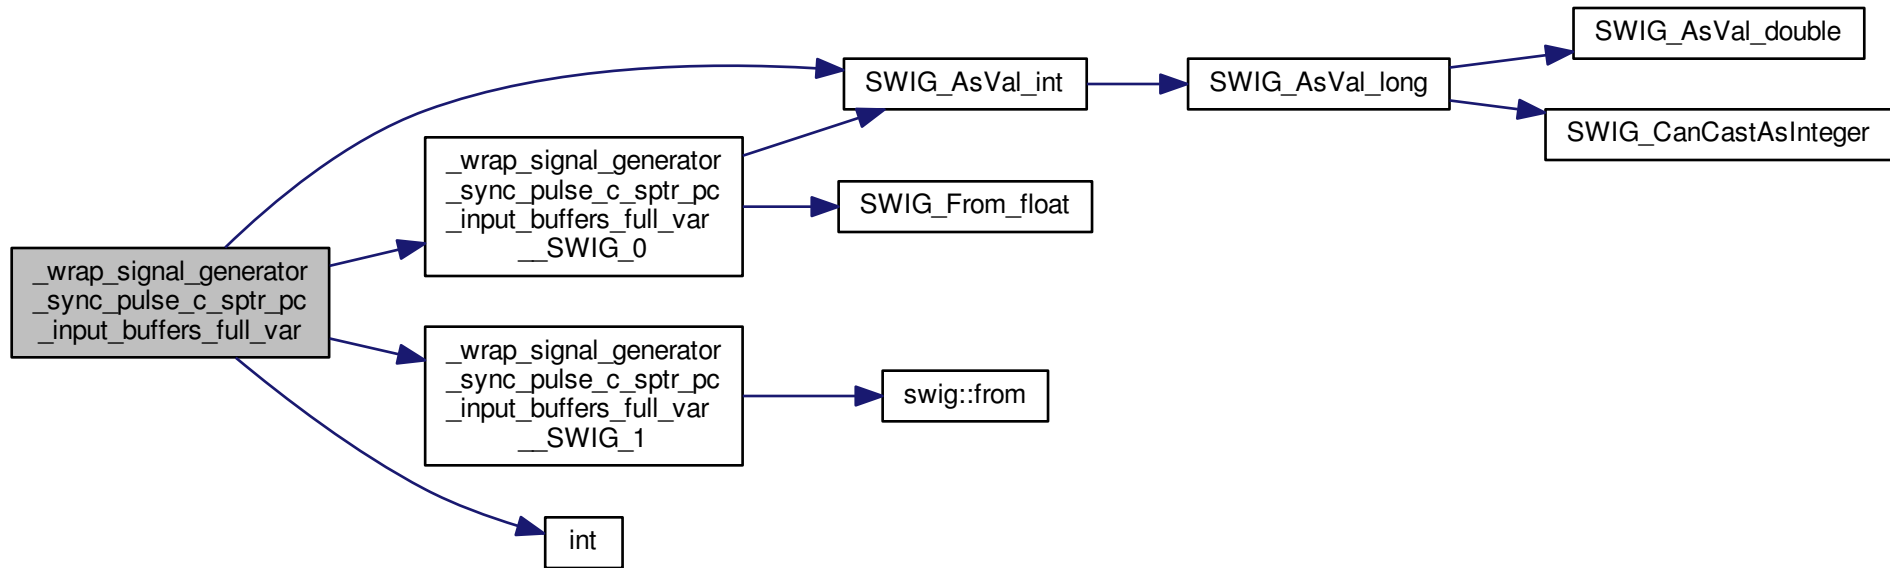 _wrap_signal_generator
_sync_pulse_c_sptr_pc
_input_buffers_full_var
_wrap_signal_generator
_sync_pulse_c_sptr_pc
_input_buffers_full_var
__SWIG_0
_wrap_signal_generator
_sync_pulse_c_sptr_pc
_input_buffers_full_var
__SWIG_1
int
SWIG_AsVal_int
SWIG_From_float
swig::from
SWIG_AsVal_long
SWIG_AsVal_double
SWIG_CanCastAsInteger